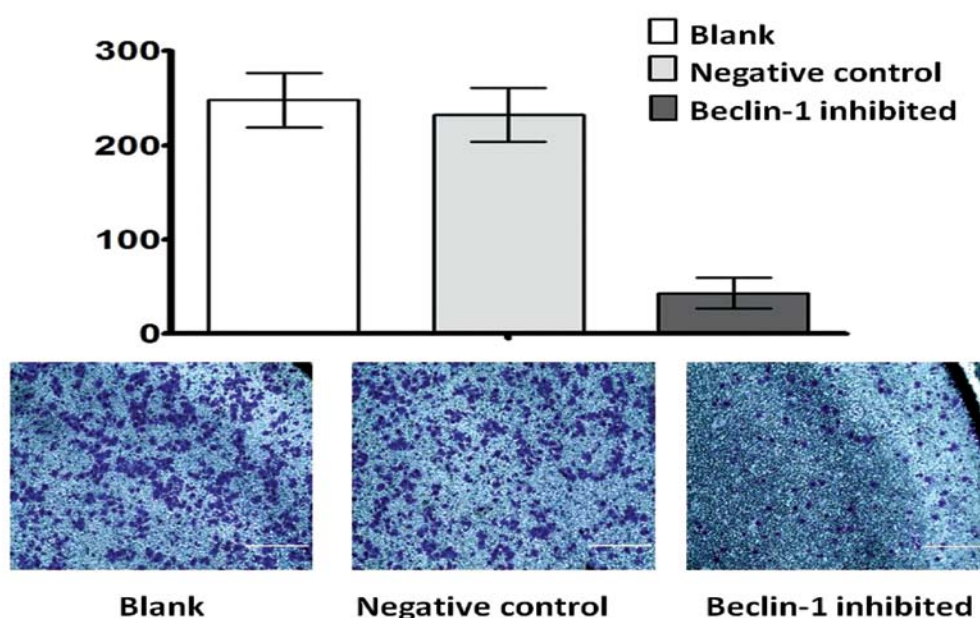 300
200
100
0
Blank
Negative control
Beclin-1 inhibited
Blank
Negative control
Beclin-1 inhibited